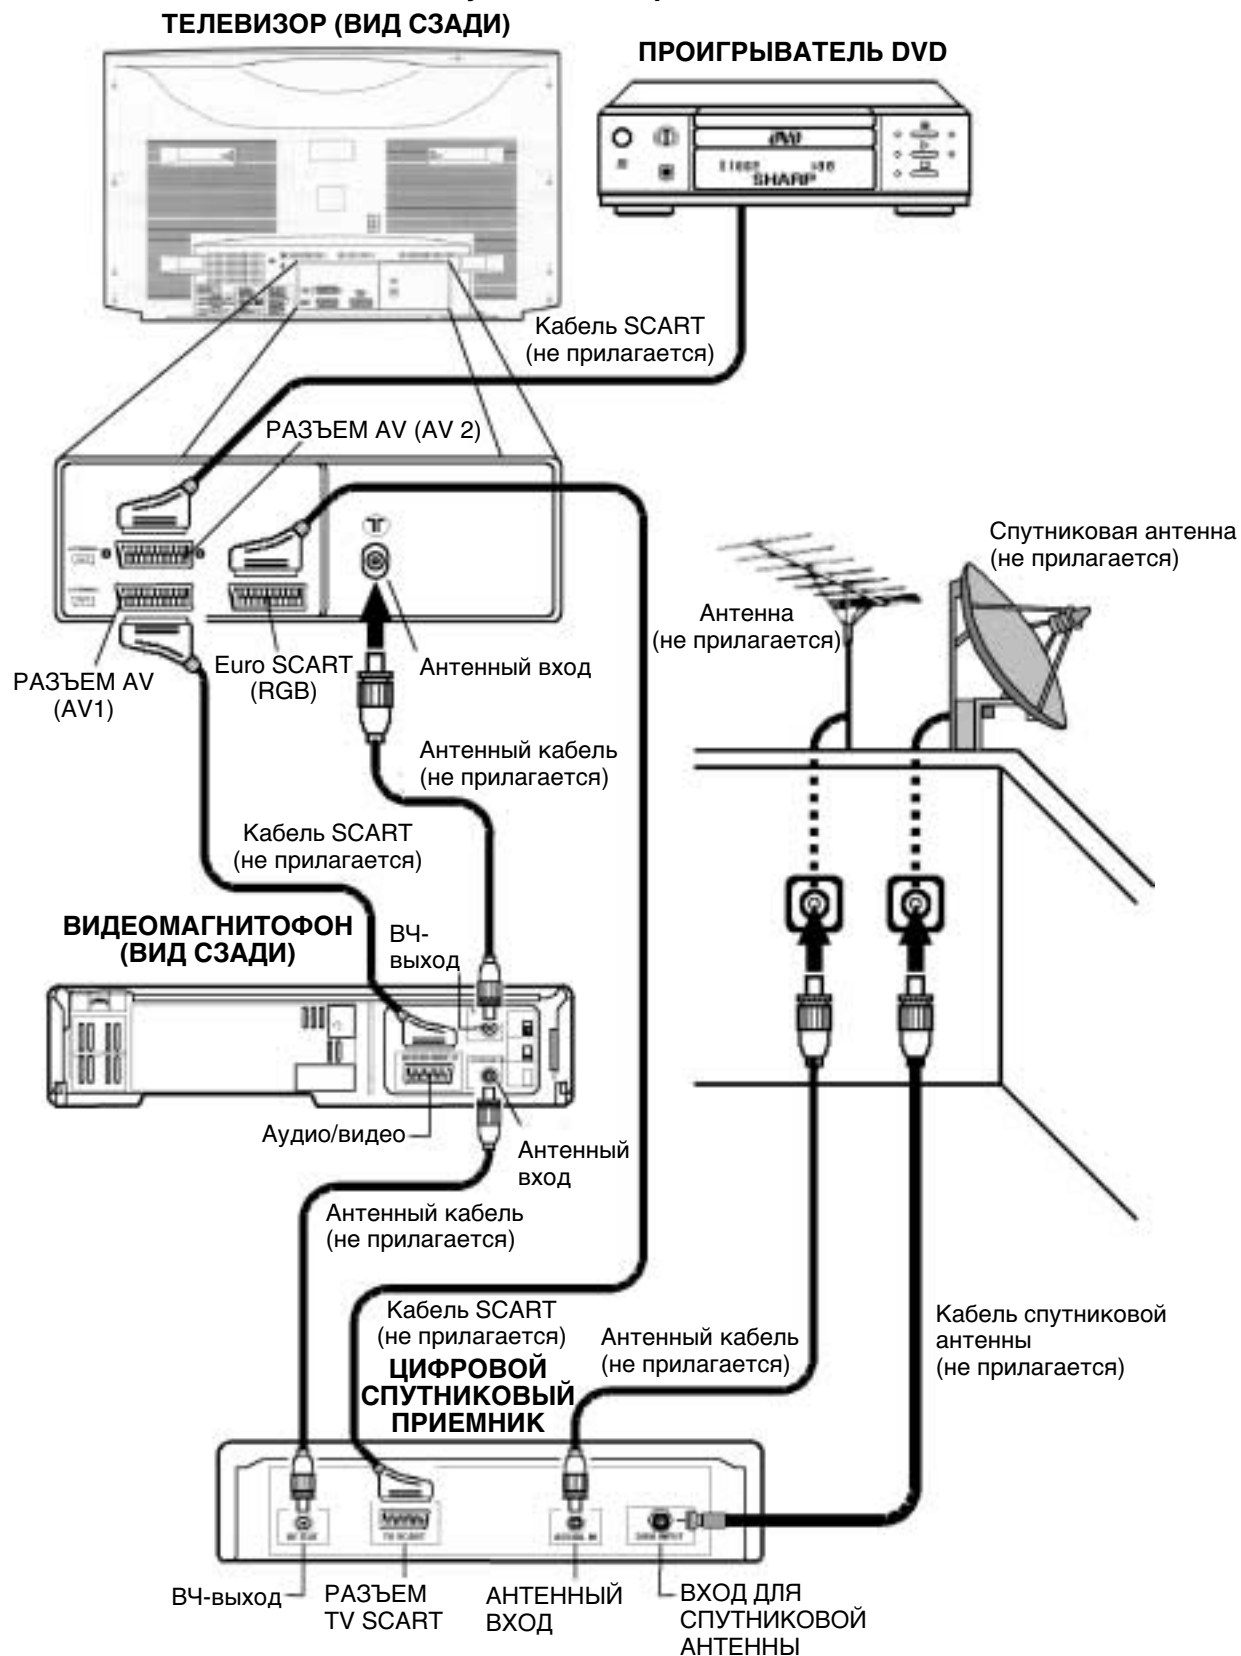 ТЕЛЕВИЗОР (ВИД СЗАДИ)
ПРОИГРЫВАТЕЛЬ DVD
SHARP
Кабель SCART
(не прилагается)
РАЗЪЕМ AV (AV 2)
Спутниковая антенна
(не прилагается)
Антенна
(не прилагается)
Euro SCART
(RGB)
Антенный вход
РАЗЪЕМ AV
(AV1)
Антенный кабель
(не прилагается)
Кабель SCART
(не прилагается)
ВИДЕОМАГНИТОФОН
(ВИД СЗАДИ)
ВЧ-
выход
Аудио/видео
Антенный
вход
Антенный кабель
(не прилагается)
Кабель SCART
(не прилагается)
Антенный кабель
(не прилагается)
Кабель спутниковой
антенны
(не прилагается)
ЦИФРОВОЙ
СПУТНИКОВЫЙ
ПРИЕМНИК
TV SCART
ВЧ-выход
РАЗЪЕМ
TV SCART
АНТЕННЫЙ
ВХОД
ВХОД ДЛЯ
СПУТНИКОВОЙ
АНТЕННЫ